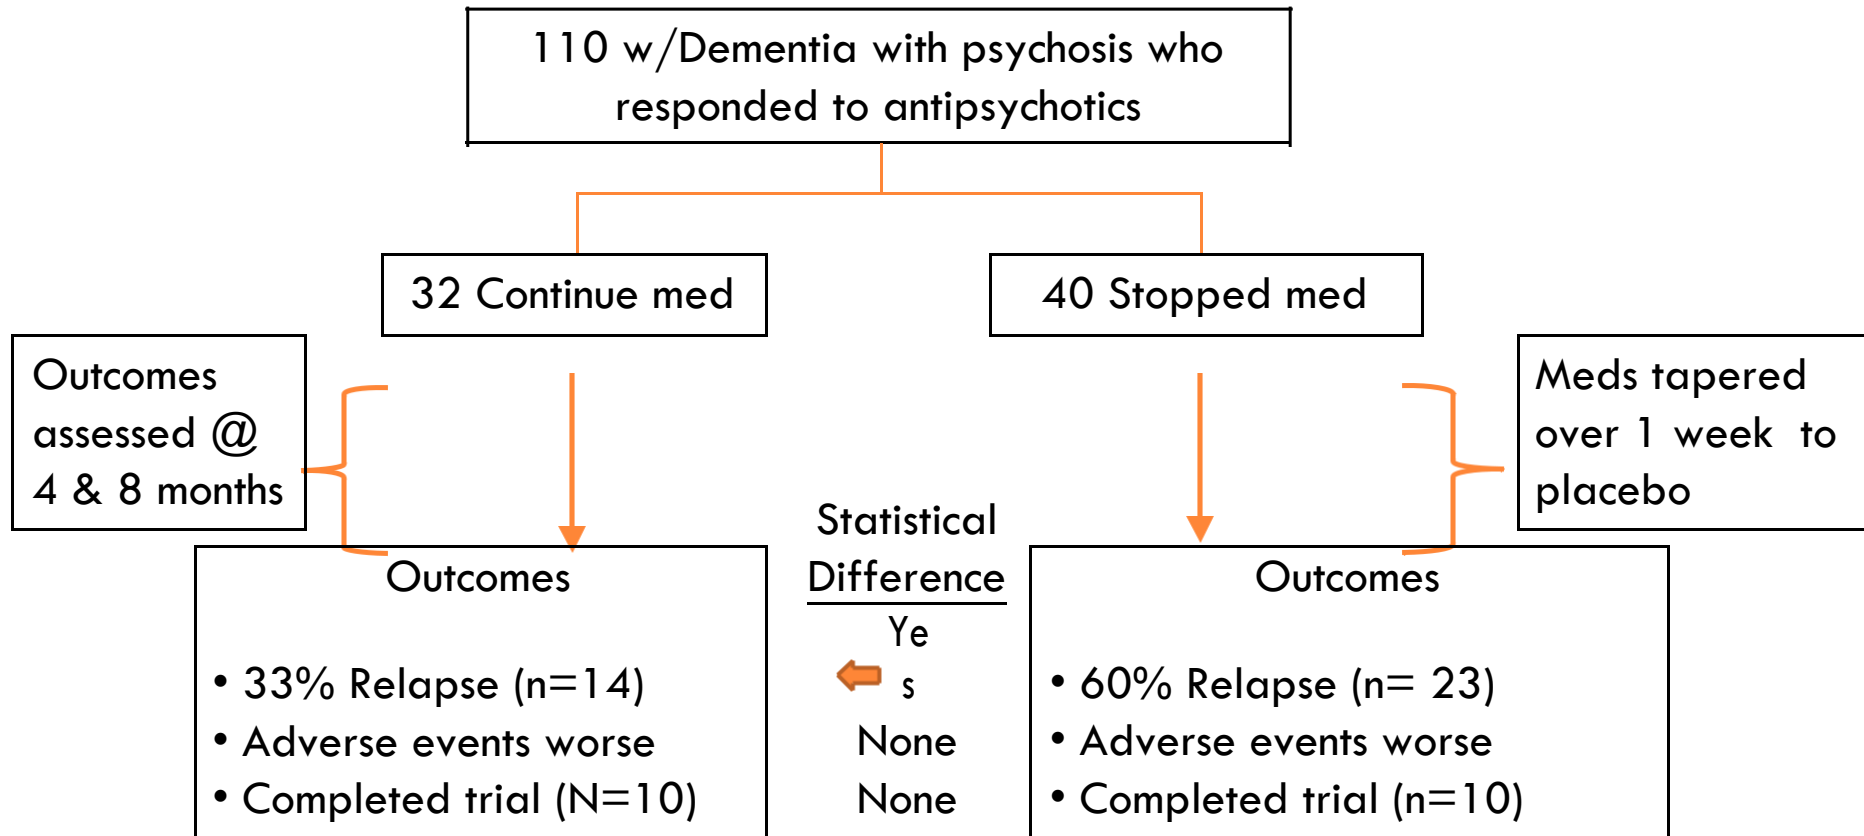 110 w/Dementia with psychosis who
responded to antipsychotics
32 Continue med
40 Stopped med
Outcomes
assessed @
4 & 8 months
Meds tapered
over 1 week to
placebo
Outcomes
• 33% Relapse (n=14)
• Adverse events worse
• Completed trial (N=10)
Statistical
Difference
Ye
s
None
None
Outcomes
• 60% Relapse (n= 23)
• Adverse events worse
• Completed trial (n=10)